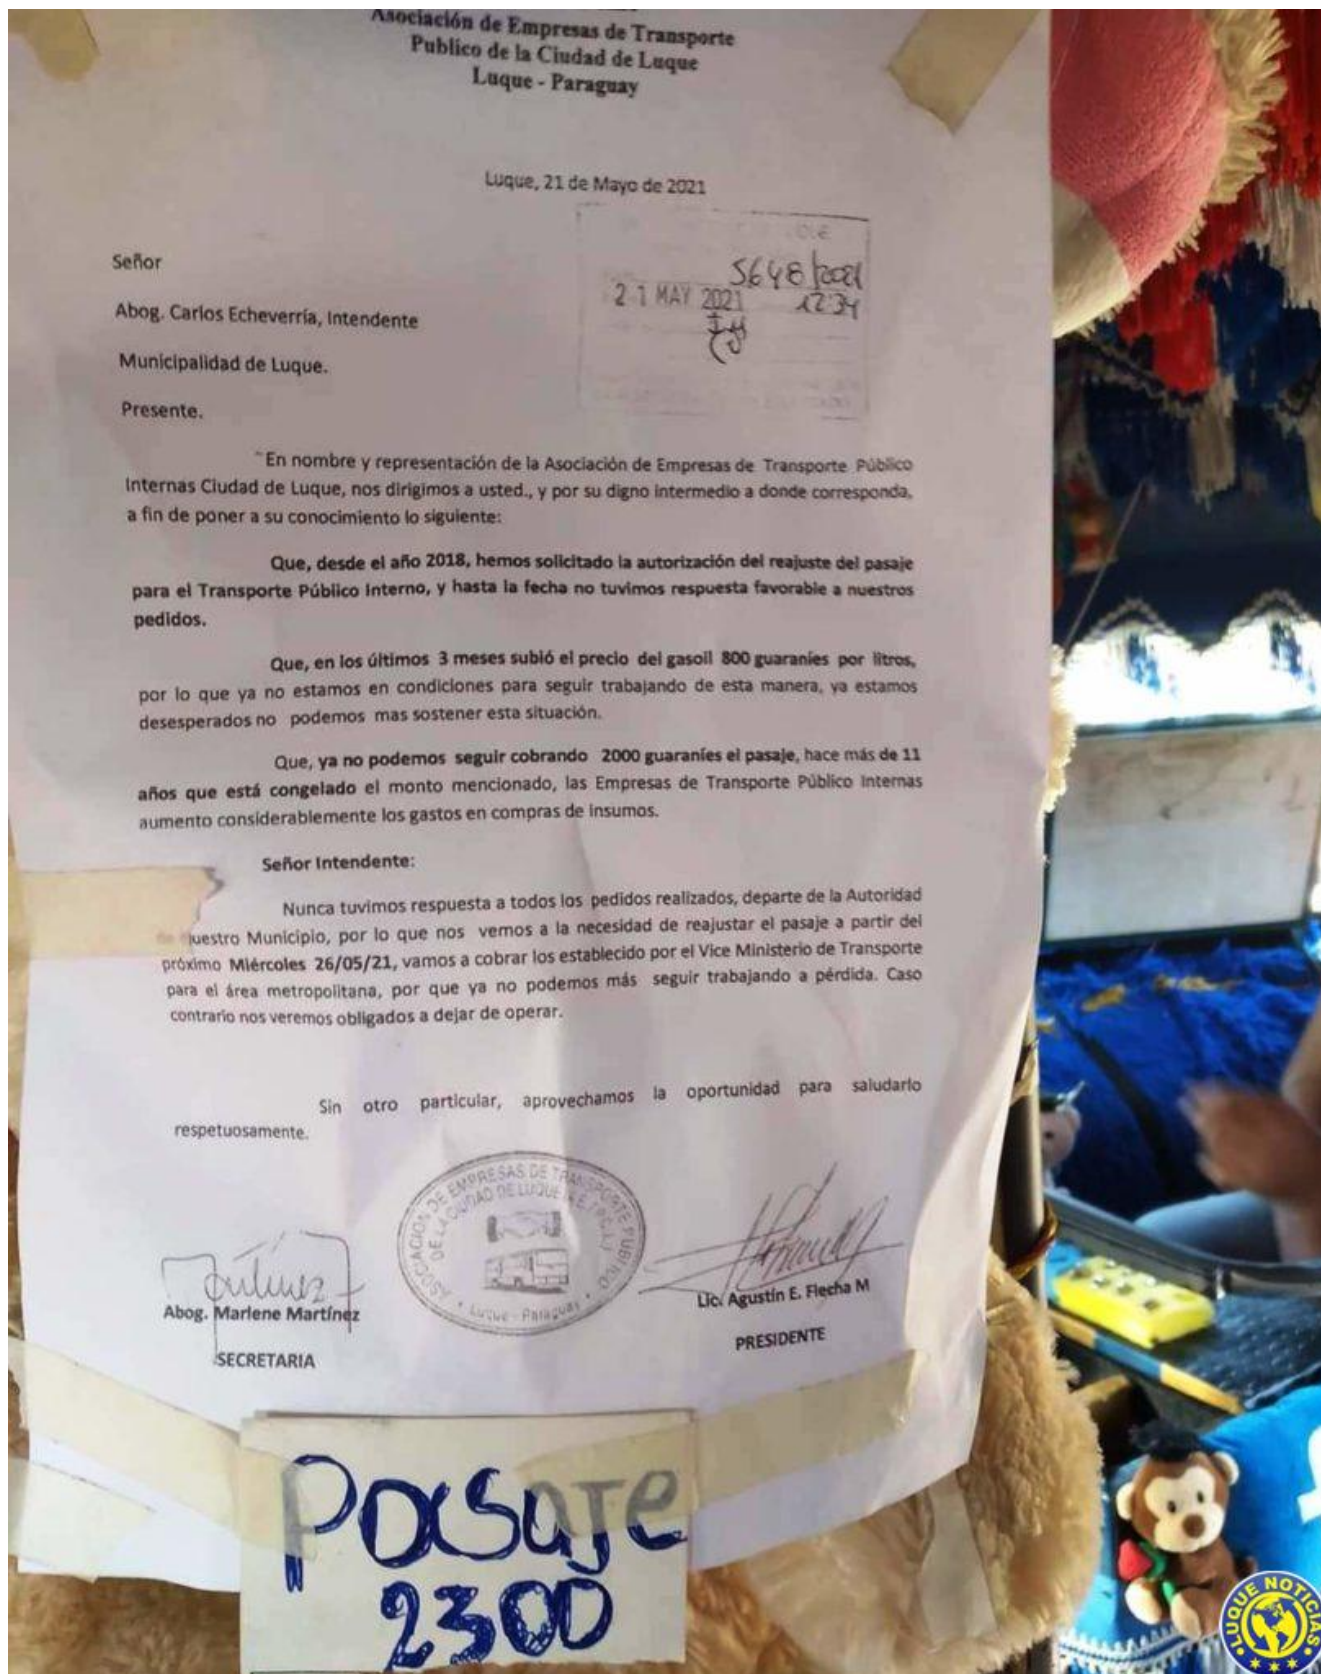 Asociación de Empresas de Transporte
Publico de la Ciudad de Luque
Luque - Paraguay
Luque, 21 de Mayo de 2021
5648/2021
21 MAY 2021 12:34
Señor
Abog. Carlos Echeverría, Intendente
Municipalidad de Luque.
Presente.
En nombre y representación de la Asociación de Empresas de Transporte Público
Internas Ciudad de Luque, nos dirigimos a usted., y por su digno intermedio a donde corresponda,
a fin de poner a su conocimiento lo siguiente:
Que, desde el año 2018, hemos solicitado la autorización del reajuste del pasaje
para el Transporte Público Interno, y hasta la fecha no tuvimos respuesta favorable a nuestros
pedidos.
Que, en los últimos 3 meses subió el precio del gasoil 800 guaraníes por litros,
por lo que ya no estamos en condiciones para seguir trabajando de esta manera, ya estamos
desesperados no podemos mas sostener esta situación.
Que, ya no podemos seguir cobrando 2000 guaraníes el pasaje, hace más de 11
años que está congelado el monto mencionado, las Empresas de Transporte Público Internas
aumento considerablemente los gastos en compras de insumos.
Señor Intendente:
Nunca tuvimos respuesta a todos los pedidos realizados, departe de la Autoridad
de nuestro Municipio, por lo que nos vemos a la necesidad de reajustar el pasaje a partir del
próximo Miércoles 26/05/21, vamos a cobrar los establecido por el Vice Ministerio de Transporte
para el área metropolitana, por que ya no podemos más seguir trabajando a pérdida. Caso
contrario nos veremos obligados a dejar de operar.
Sin otro particular, aprovechamos la oportunidad para saludarlo
respetuosamente.
ASOCIACION DE EMPRESAS DE TRANSPORTE PUBLICO
DE LA CIUDAD DE LUQUE
Luque - Paraguay
Abog. Marlene Martínez
SECRETARIA
Lic. Agustín E. Flecha M
PRESIDENTE
Pasaje
2300
LUQUE NOTICIAS